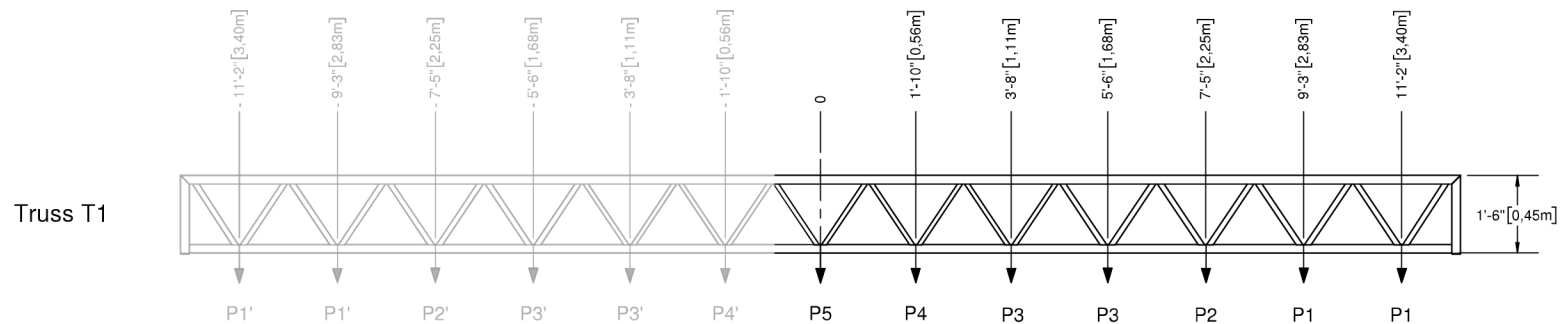 - 11'-2" [3,40m]
- 9'-3" [2,83m]
- 7'-5" [2,25m]
- 5'-6" [1,68m]
- 3'-8" [1,11m]
- 1'-10" [0,56m]
0
1'-10" [0,56m]
3'-8" [1,11m]
5'-6" [1,68m]
7'-5" [2,25m]
9'-3" [2,83m]
11'-2" [3,40m]
Truss T1
1'-6" [0,45m]
P1' P1' P2' P3' P3' P4' P5 P4 P3 P3 P2 P1 P1